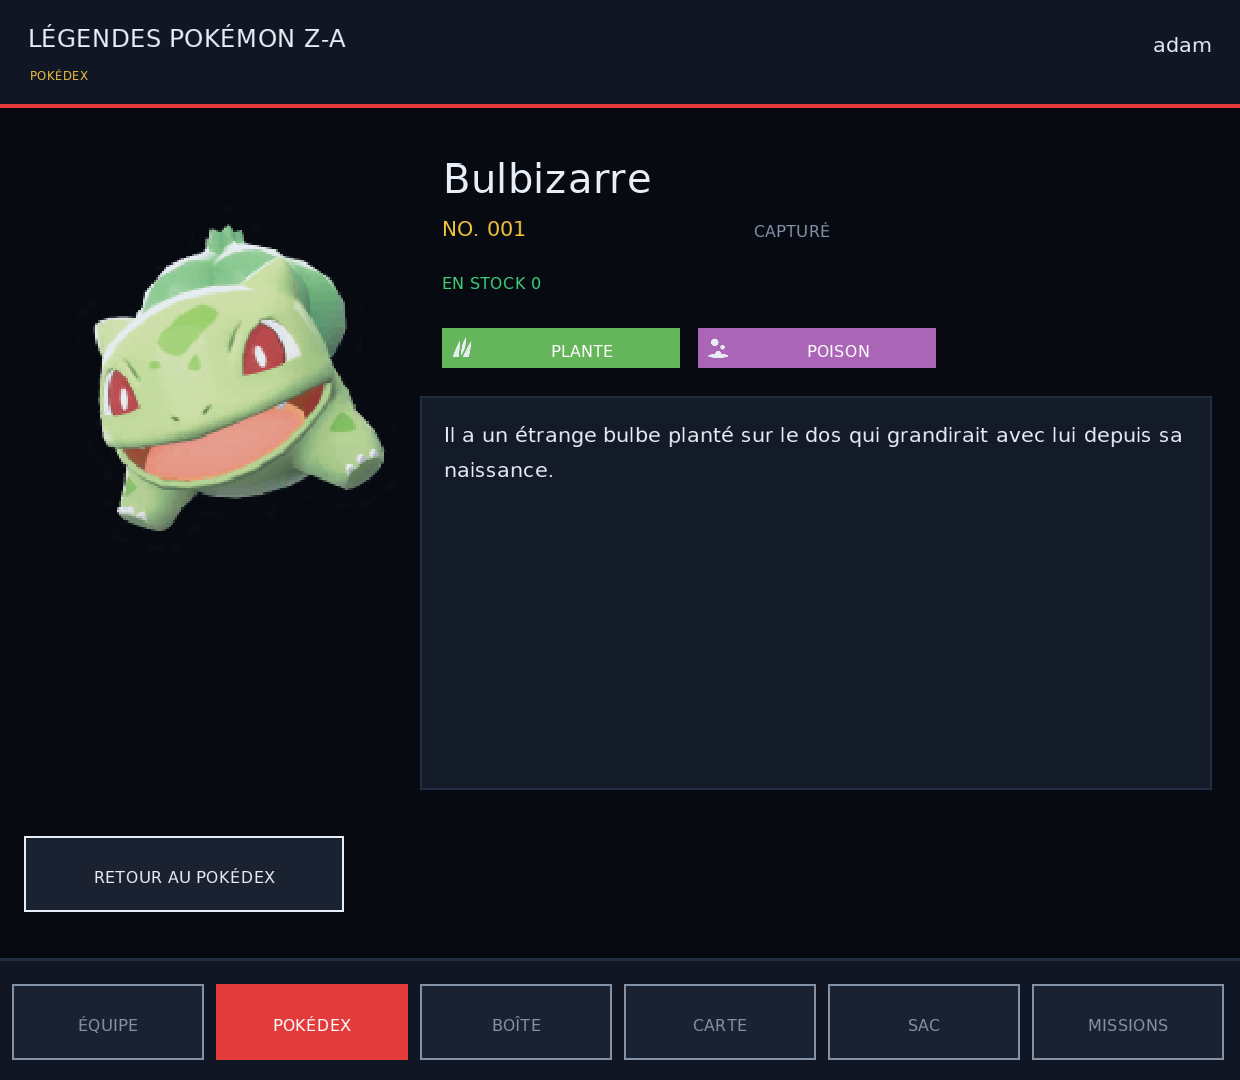 LÉGENDES POKÉMON Z-A
adam
POKÉDEX
Bulbizarre
NO. 001
CAPTURÉ
EN STOCK 0
PLANTE
POISON
Il a un étrange bulbe planté sur le dos qui grandirait avec lui depuis sa
naissance.
RETOUR AU POKÉDEX
ÉQUIPE
POKÉDEX
BOÎTE
CARTE
SAC
MISSIONS